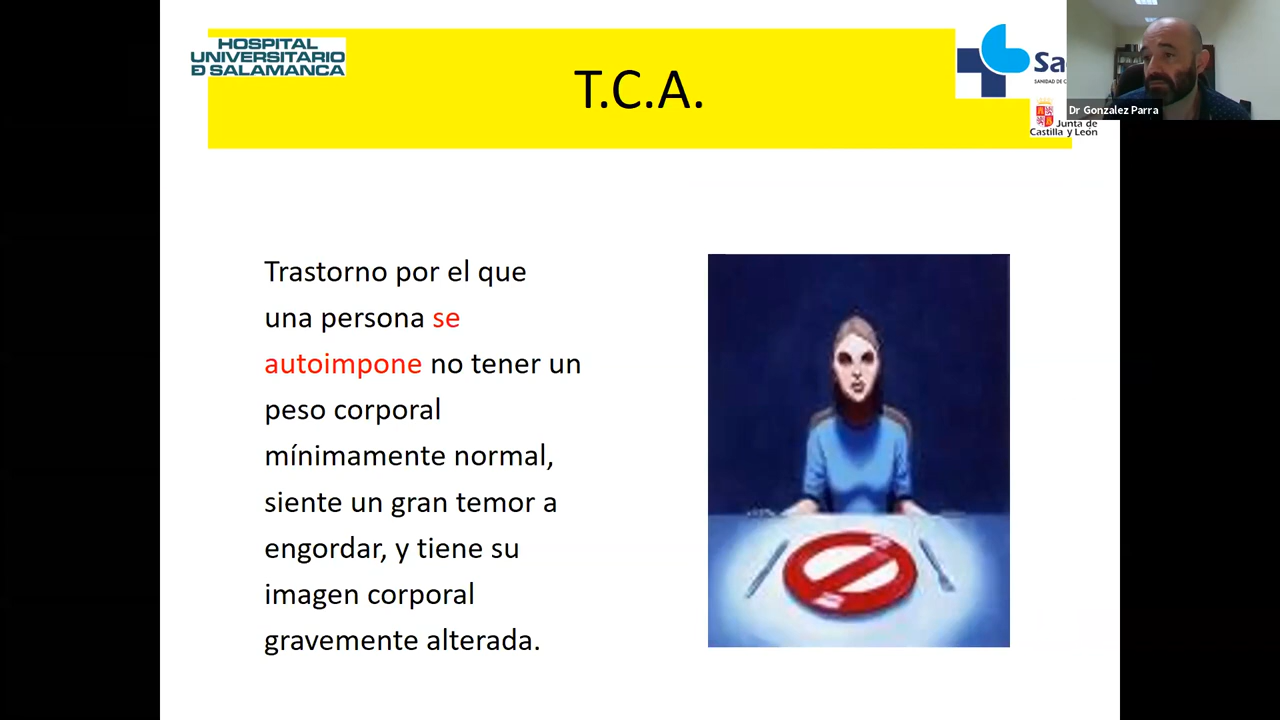 HOSPITAL
UNIVERSITARIO
DE SALAMANCA
T.C.A.
Sa
SANIDAD DE C
Dr Gonzalez Parra
Junta de
Castilla y León
Trastorno por el que
una persona se
autoimpone no tener un
peso corporal
mínimamente normal,
siente un gran temor a
engordar, y tiene su
imagen corporal
gravemente alterada.